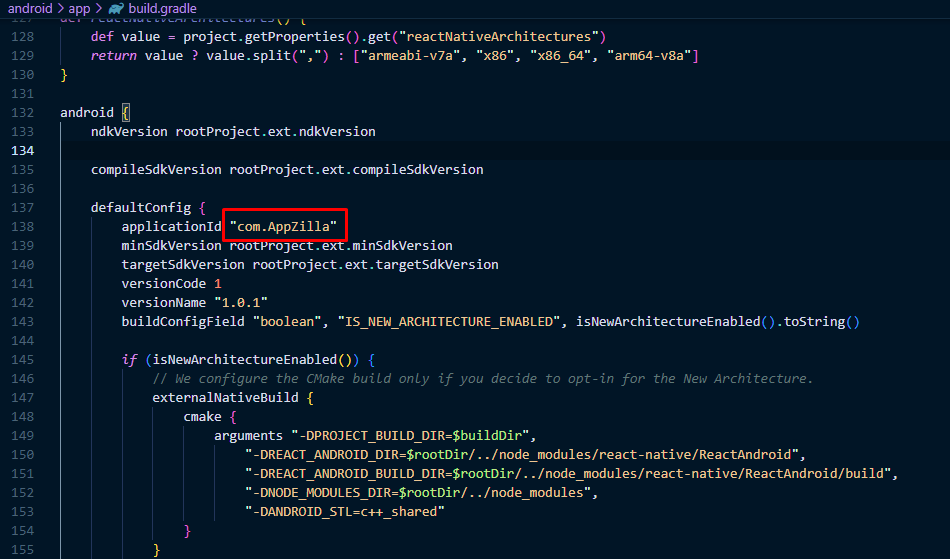 android > app > build.gradle
127 def reactNativeArchitectures() {
128 def value = project.getProperties().get("reactNativeArchitectures")
129 return value ? value.split(",") : ["armeabi-v7a", "x86", "x86_64", "arm64-v8a"]
130 }
131
132 android {
133 ndkVersion rootProject.ext.ndkVersion
134
135 compileSdkVersion rootProject.ext.compileSdkVersion
136
137 defaultConfig {
138 applicationId "com.AppZilla"
139 minSdkVersion rootProject.ext.minSdkVersion
140 targetSdkVersion rootProject.ext.targetSdkVersion
141 versionCode 1
142 versionName "1.0.1"
143 buildConfigField "boolean", "IS_NEW_ARCHITECTURE_ENABLED", isNewArchitectureEnabled().toString()
144
145 if (isNewArchitectureEnabled()) {
146 // We configure the CMake build only if you decide to opt-in for the New Architecture.
147 externalNativeBuild {
148 cmake {
149 arguments "-DPROJECT_BUILD_DIR=$buildDir",
150 "-DREACT_ANDROID_DIR=$rootDir/../node_modules/react-native/ReactAndroid",
151 "-DREACT_ANDROID_BUILD_DIR=$rootDir/../node_modules/react-native/ReactAndroid/build",
152 "-DNODE_MODULES_DIR=$rootDir/../node_modules",
153 "-DANDROID_STL=c++_shared"
154 }
155 }